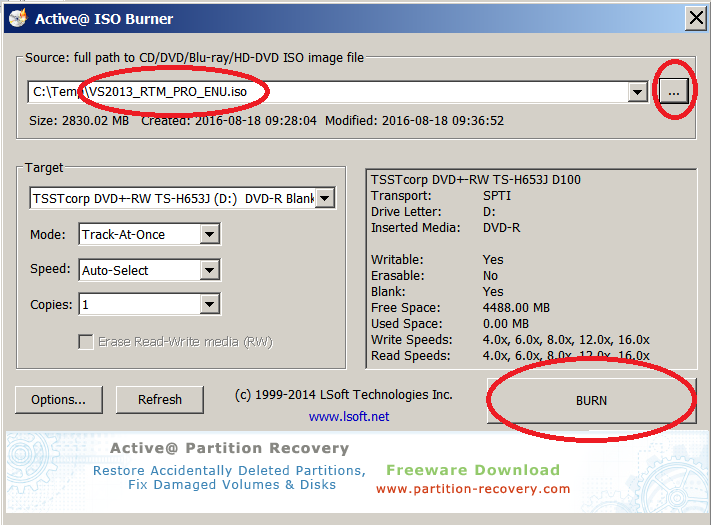 Active@ ISO Burner
Source: full path to CD/DVD/Blu-ray/HD-DVD ISO image file
C:\Temp\VS2013_RTM_PRO_ENU.iso
...
Size: 2830.02 MB Created: 2016-08-18 09:28:04 Modified: 2016-08-18 09:36:52
Target
TSSTcorp DVD+-RW TS-H653J (D:) DVD-R Blank
Mode: Track-At-Once
Speed: Auto-Select
Copies: 1
Erase Read-Write media (RW)
TSSTcorp DVD+-RW TS-H653J D100
Transport: SPTI
Drive Letter: D:
Inserted Media: DVD-R
Writable: Yes
Erasable: No
Blank: Yes
Free Space: 4488.00 MB
Used Space: 0.00 MB
Write Speeds: 4.0x, 6.0x, 8.0x, 12.0x, 16.0x
Read Speeds: 4.0x, 6.0x, 8.0x, 12.0x, 16.0x
Options...
Refresh
(c) 1999-2014 LSoft Technologies Inc.
www.lsoft.net
BURN
Active@ Partition Recovery
Restore Accidentally Deleted Partitions,
Fix Damaged Volumes & Disks
Freeware Download
www.partition-recovery.com